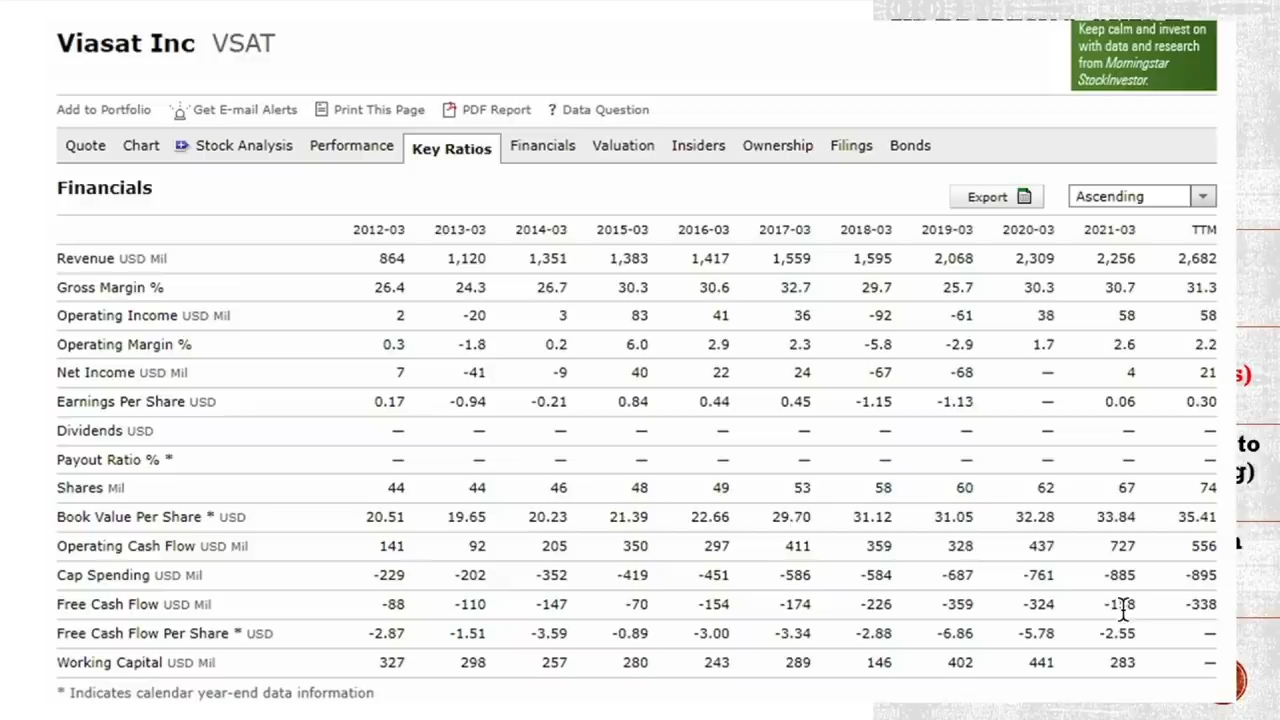 Viasat Inc VSAT
Keep calm and invest on
with data and research
from Morningstar
StockInvestor.
Add to Portfolio Get E-mail Alerts Print This Page PDF Report ? Data Question
Quote Chart Stock Analysis Performance Key Ratios Financials Valuation Insiders Ownership Filings Bonds
Financials
Export Ascending
2012-03 2013-03 2014-03 2015-03 2016-03 2017-03 2018-03 2019-03 2020-03 2021-03 TTM
Revenue USD Mil 864 1,120 1,351 1,383 1,417 1,559 1,595 2,068 2,309 2,256 2,682
Gross Margin % 26.4 24.3 26.7 30.3 30.6 32.7 29.7 25.7 30.3 30.7 31.3
Operating Income USD Mil 2 -20 3 83 41 36 -92 -61 38 58 58
Operating Margin % 0.3 -1.8 0.2 6.0 2.9 2.3 -5.8 -2.9 1.7 2.6 2.2
Net Income USD Mil 7 -41 -9 40 22 24 -67 -68 — 4 21
Earnings Per Share USD 0.17 -0.94 -0.21 0.84 0.44 0.45 -1.15 -1.13 — 0.06 0.30
Dividends USD — — — — — — — — — — —
Payout Ratio % * — — — — — — — — — — —
Shares Mil 44 44 46 48 49 53 58 60 62 67 74
Book Value Per Share * USD 20.51 19.65 20.23 21.39 22.66 29.70 31.12 31.05 32.28 33.84 35.41
Operating Cash Flow USD Mil 141 92 205 350 297 411 359 328 437 727 556
Cap Spending USD Mil -229 -202 -352 -419 -451 -586 -584 -687 -761 -885 -895
Free Cash Flow USD Mil -88 -110 -147 -70 -154 -174 -226 -359 -324 -338
Free Cash Flow Per Share * USD -2.87 -1.51 -3.59 -0.89 -3.00 -3.34 -2.88 -6.86 -5.78 -2.55 —
Working Capital USD Mil 327 298 257 280 243 289 146 402 441 283 —
* Indicates calendar year-end data information
s)
to
g)